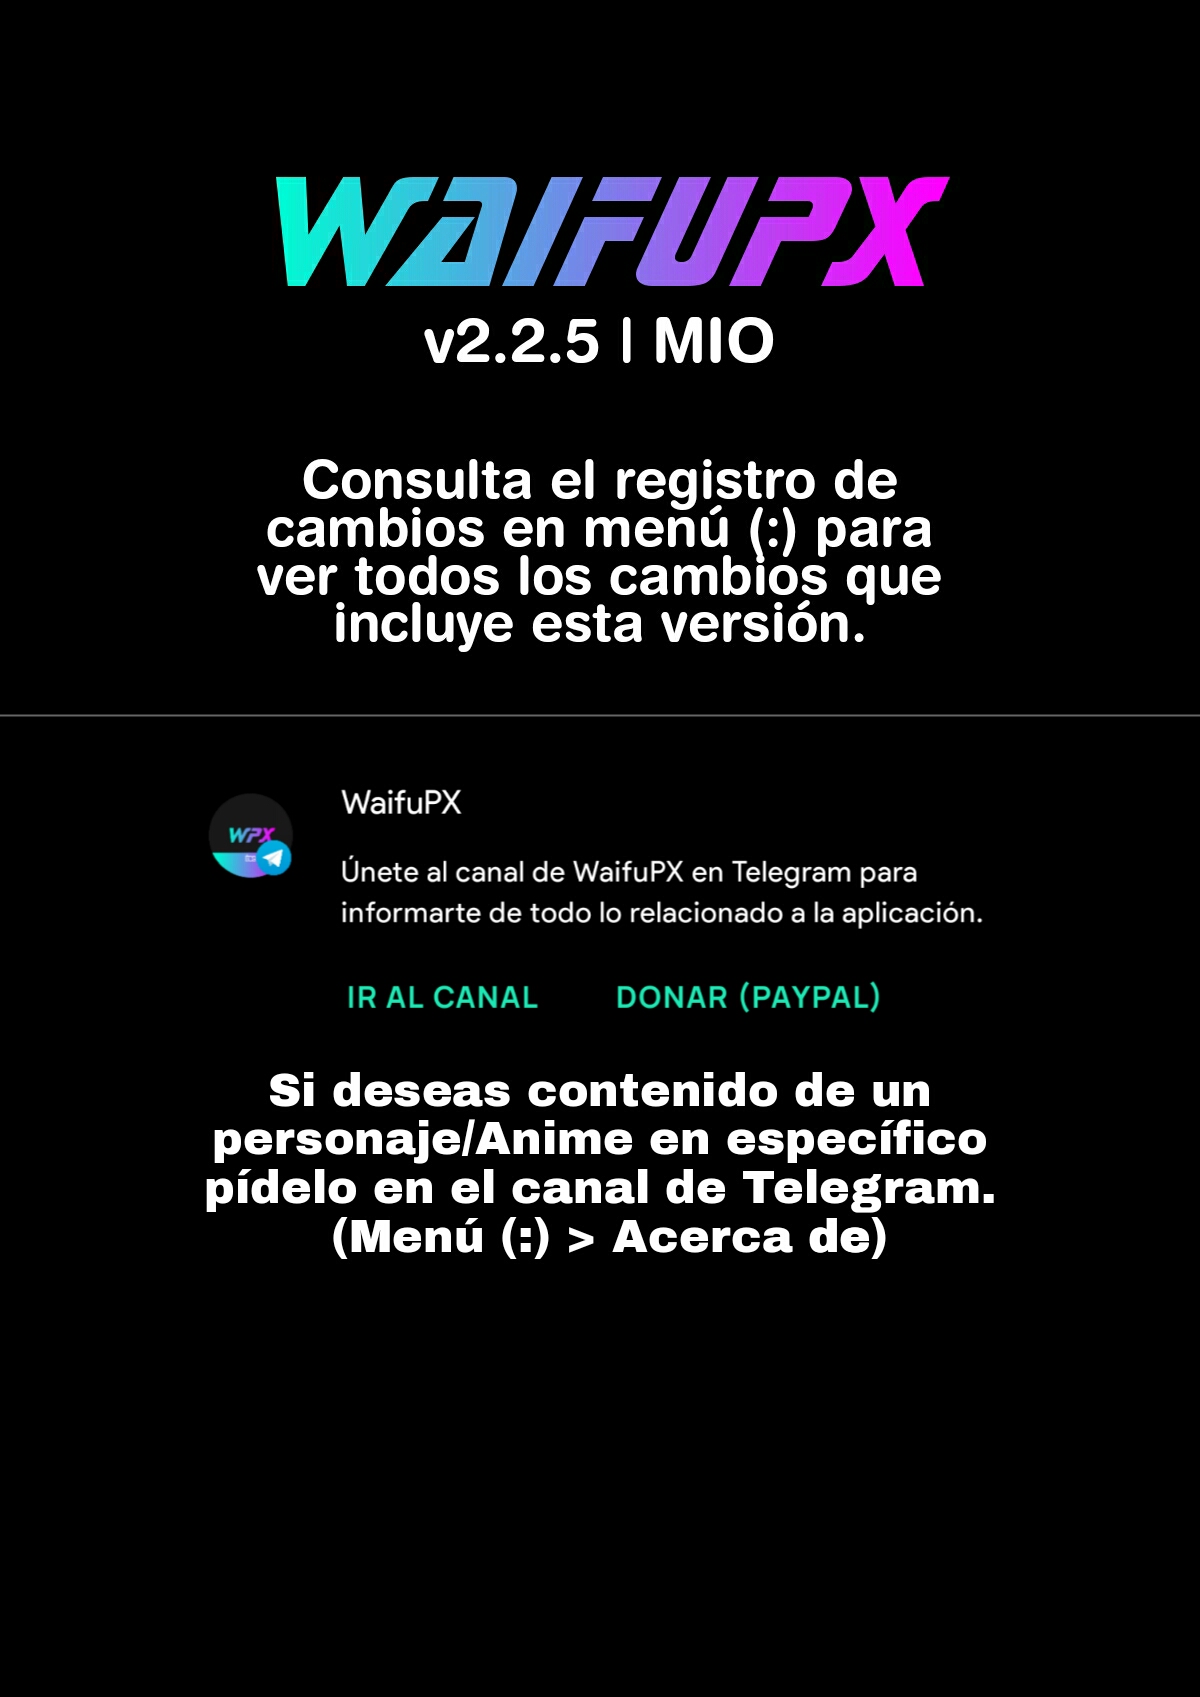 WAIFUPX
v2.2.5 | MIO
Consulta el registro de
cambios en menú (:) para
ver todos los cambios que
incluye esta versión.
WaifuPX
WPX
Únete al canal de WaifuPX en Telegram para
informarte de todo lo relacionado a la aplicación.
IR AL CANAL DONAR (PAYPAL)
Si deseas contenido de un
personaje/Anime en específico
pídelo en el canal de Telegram.
(Menú (:) > Acerca de)